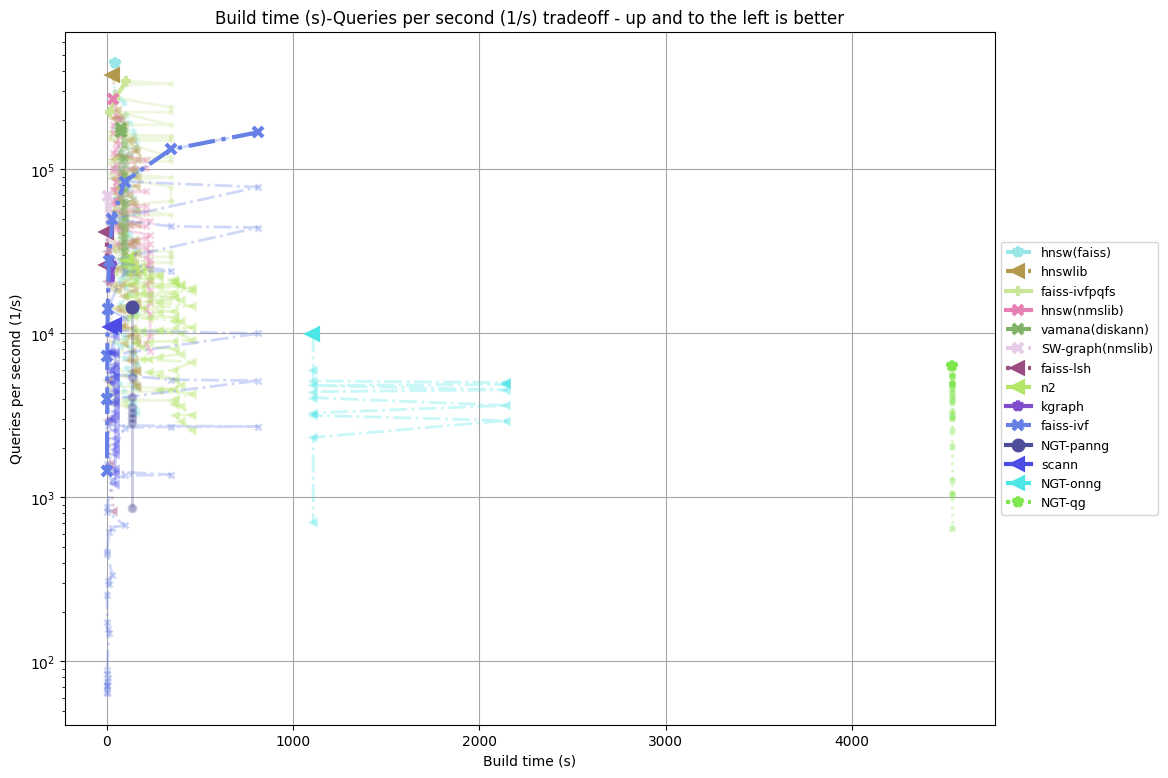 Build time (s)-Queries per second (1/s) tradeoff - up and to the left is better
Queries per second (1/s)
10^5
10^4
10^3
10^2
0
1000
2000
3000
4000
Build time (s)
hnsw(faiss)
hnswlib
faiss-ivfpqfs
hnsw(nmslib)
vamana(diskann)
SW-graph(nmslib)
faiss-lsh
n2
kgraph
faiss-ivf
NGT-panng
scann
NGT-onng
NGT-qg